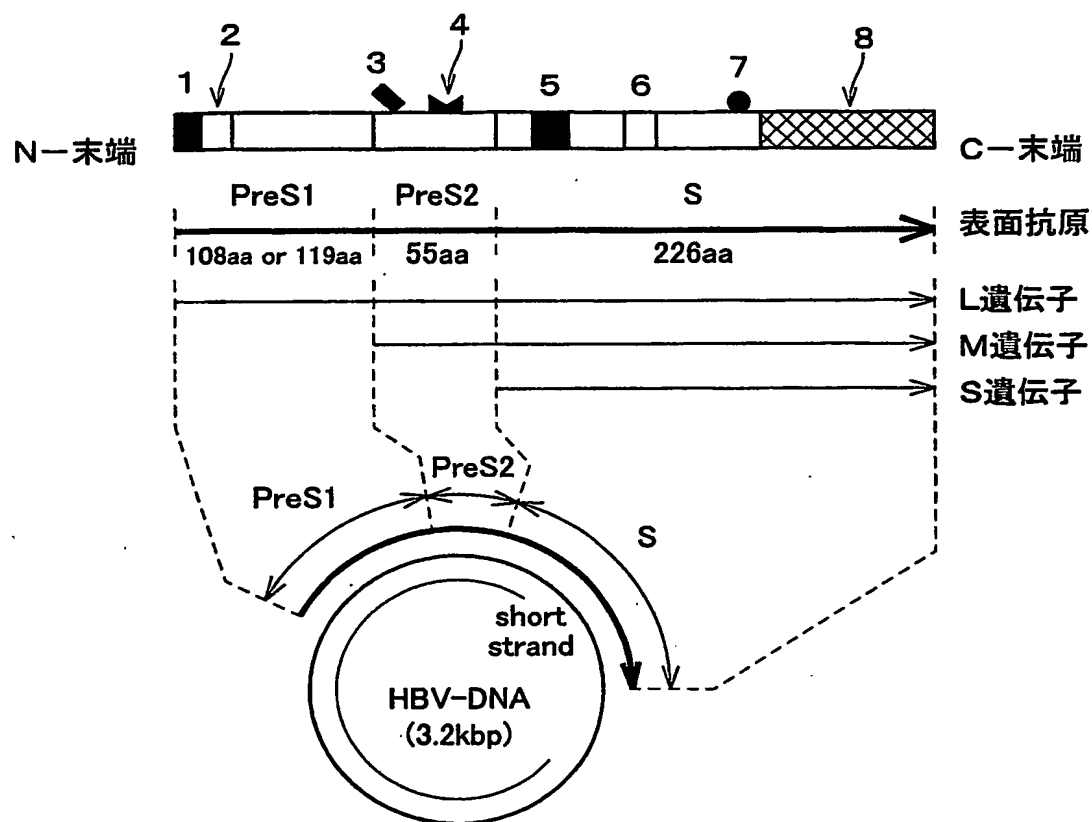 1 2 3 4 5 6 7 8
N−末端
C−末端
PreS1 PreS2 S
表面抗原
108aa or 119aa 55aa 226aa
L遺伝子
M遺伝子
S遺伝子
PreS1
PreS2
S
short
strand
HBV-DNA
(3.2kbp)